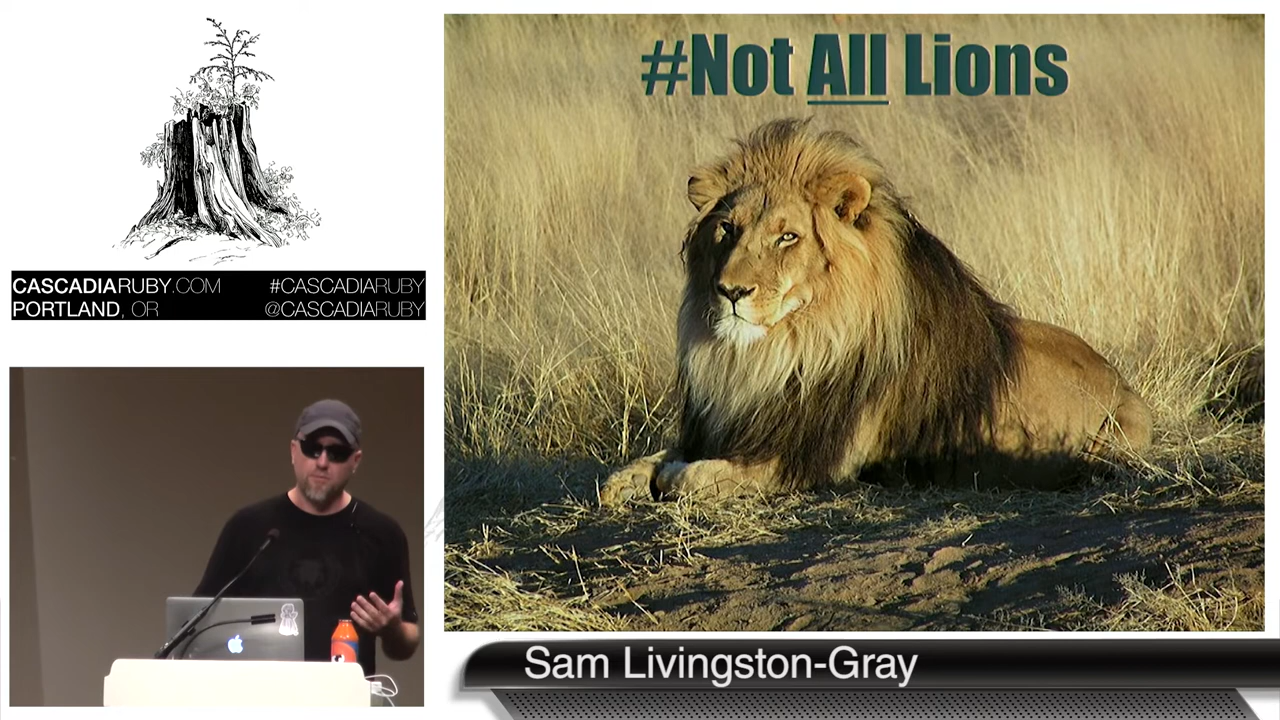 #Not All Lions
CASCADIARUBY.COM #CASCADIARUBY
PORTLAND, OR @CASCADIARUBY
Sam Livingston-Gray